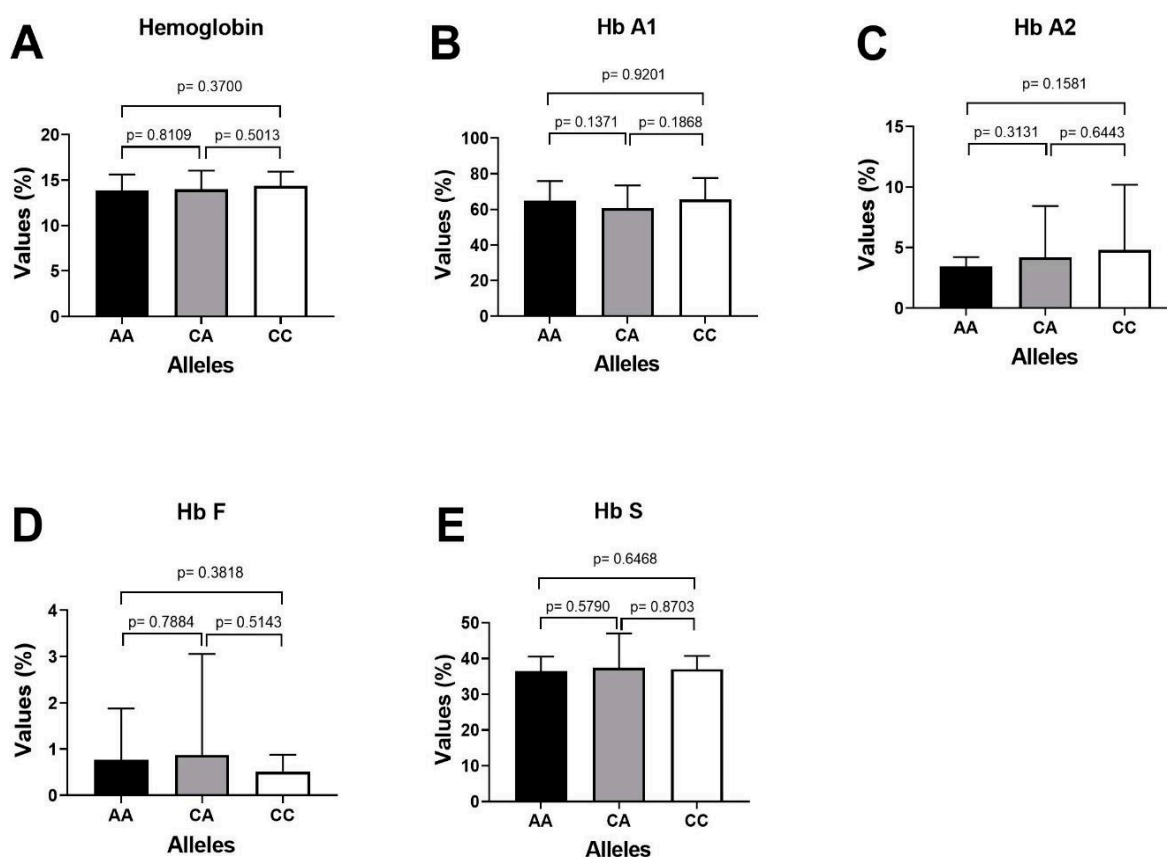 A
Hemoglobin
p= 0.3700
p= 0.8109
p= 0.5013
Values (%)
20
15
10
5
0
AA
CA
CC
Alleles
B
Hb A1
p= 0.9201
p= 0.1371
p= 0.1868
Values (%)
100
80
60
40
20
0
AA
CA
CC
Alleles
C
Hb A2
p= 0.1581
p= 0.3131
p= 0.6443
Values (%)
15
10
5
0
AA
CA
CC
Alleles
D
Hb F
p= 0.3818
p= 0.7884
p= 0.5143
Values (%)
4
3
2
1
0
AA
CA
CC
Alleles
E
Hb S
p= 0.6468
p= 0.5790
p= 0.8703
Values (%)
50
40
30
20
10
0
AA
CA
CC
Alleles